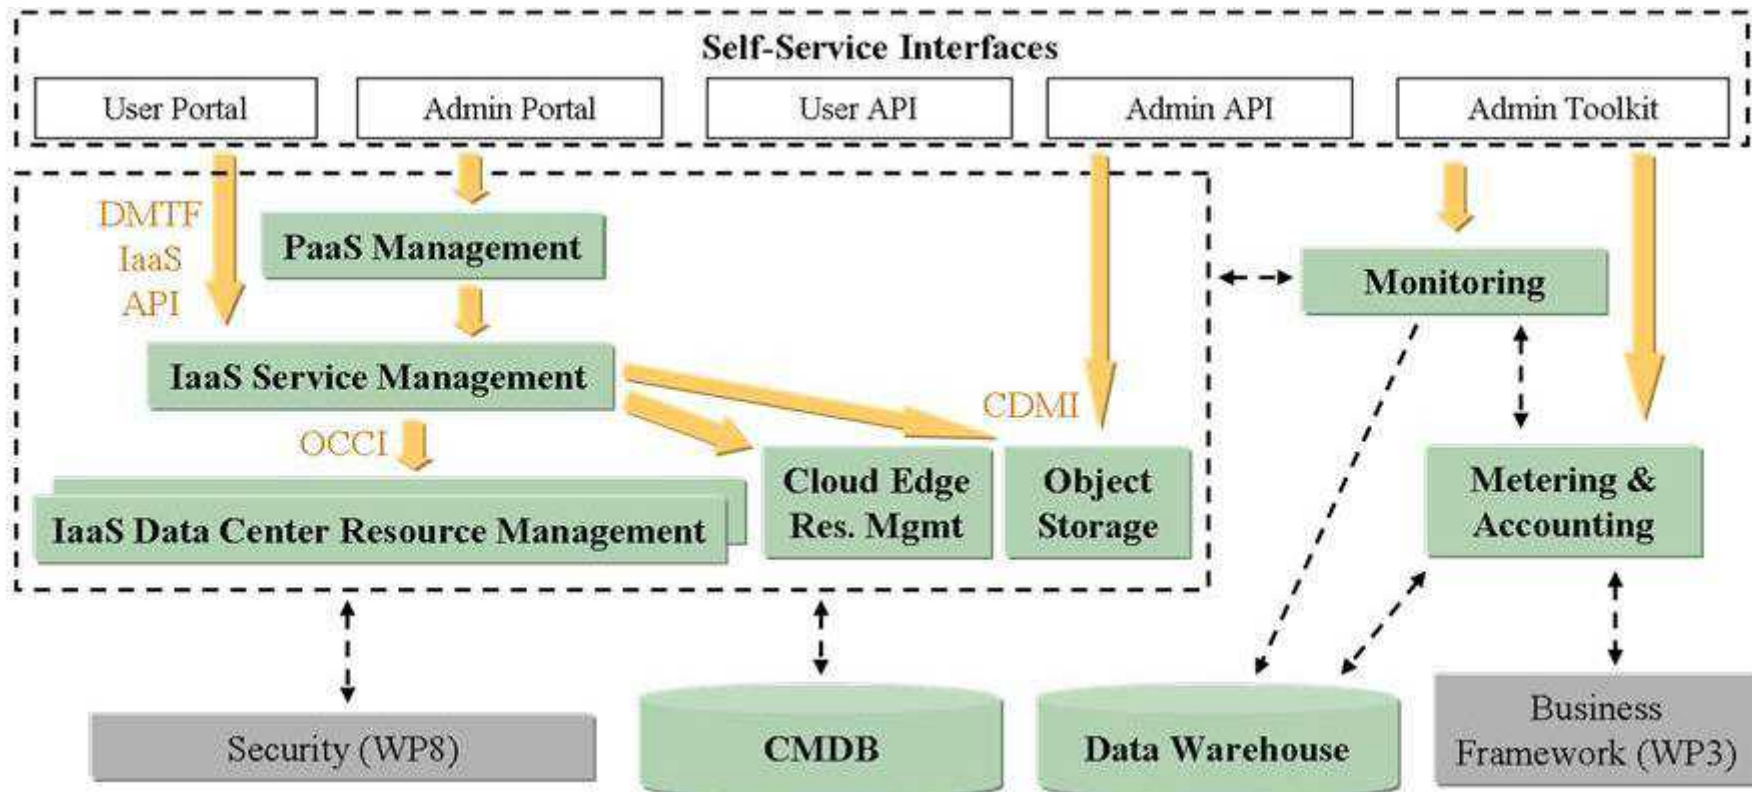 Self-Service Interfaces
User Portal
Admin Portal
User API
Admin API
Admin Toolkit
DMTF
IaaS
API
PaaS Management
Monitoring
IaaS Service Management
CDMI
OCCI
Cloud Edge
Res. Mgmt
Object
Storage
Metering &
Accounting
IaaS Data Center Resource Management
Security (WP8)
CMDB
Data Warehouse
Business
Framework (WP3)